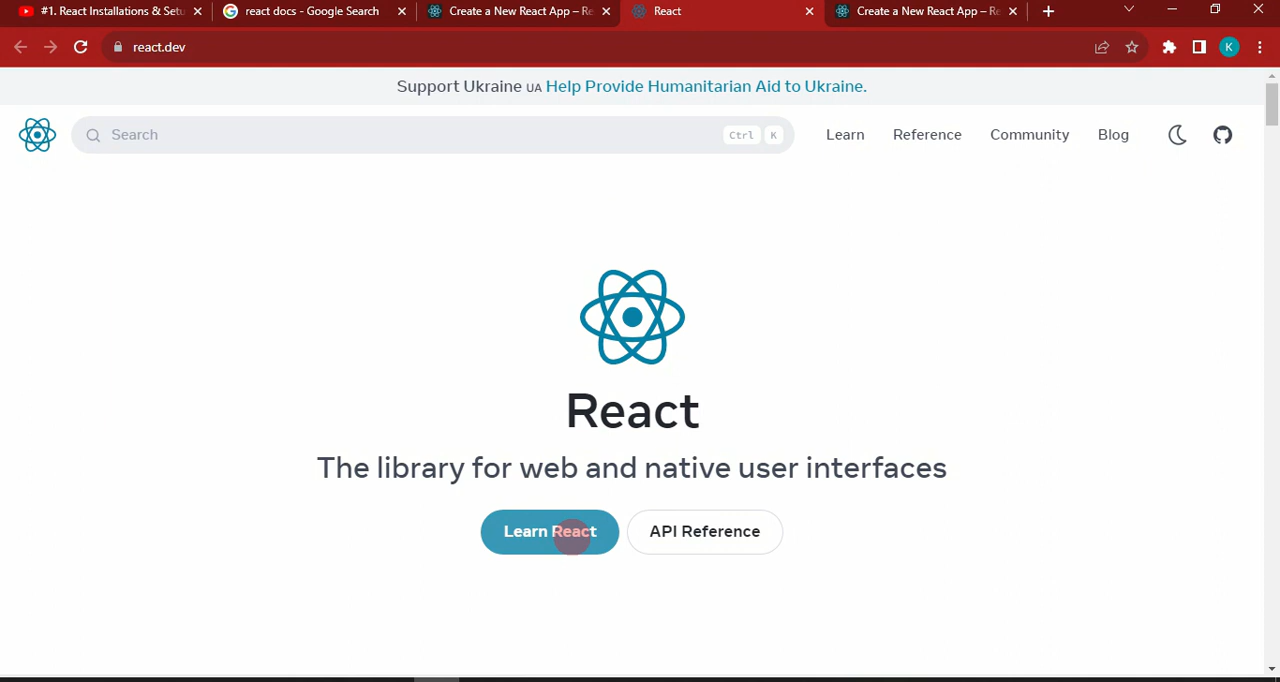 #1. React Installations & Setu
react docs - Google Search
Create a New React App – Re
React
Create a New React App – Re
react.dev
K
Support Ukraine UA Help Provide Humanitarian Aid to Ukraine.
Search
Ctrl K
Learn
Reference
Community
Blog
React
The library for web and native user interfaces
Learn React
API Reference